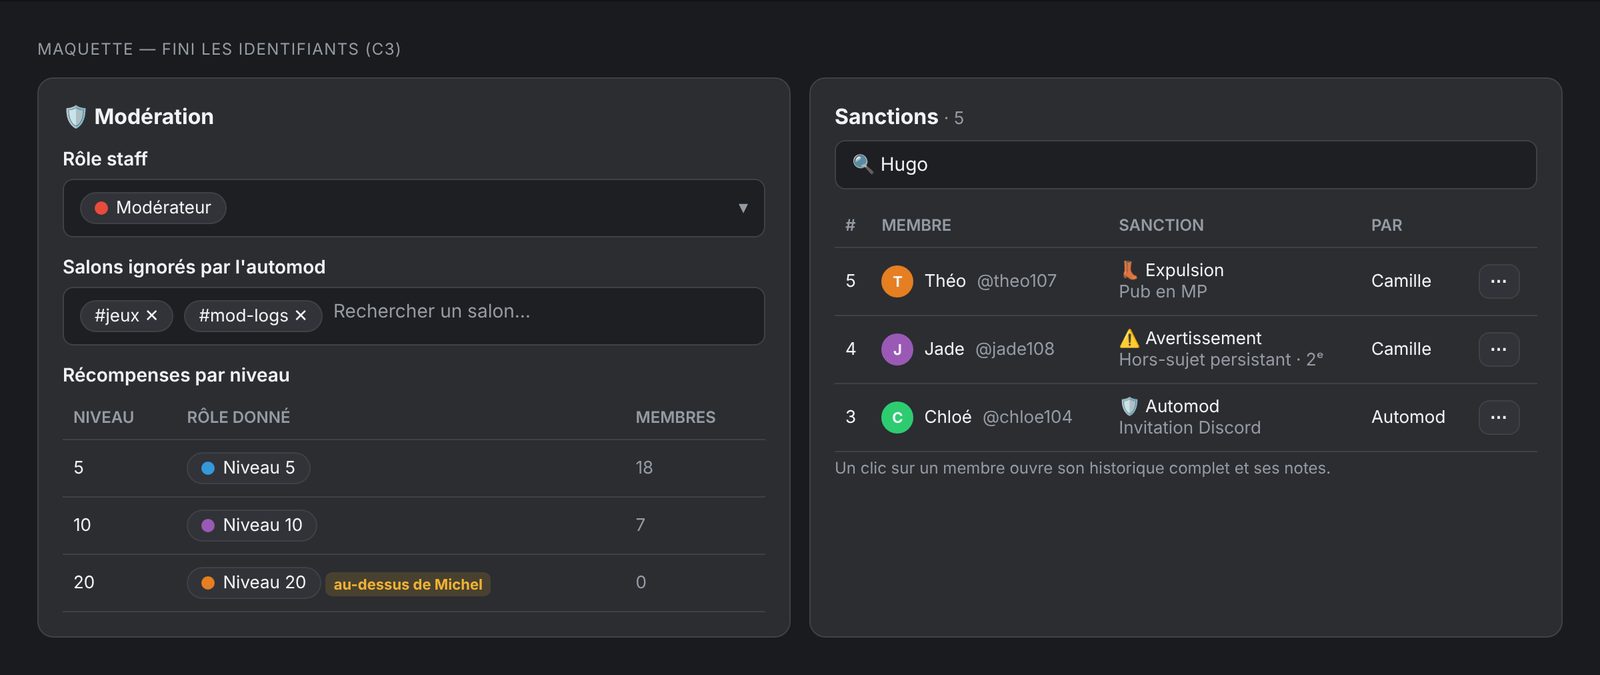 MAQUETTE — FINI LES IDENTIFIANTS (C3)
🛡️ Modération
Rôle staff
Modérateur ▼
Salons ignorés par l'automod
#jeux ✕ #mod-logs ✕ Rechercher un salon...
Récompenses par niveau
NIVEAU RÔLE DONNÉ MEMBRES
5 Niveau 5 18
10 Niveau 10 7
20 Niveau 20 au-dessus de Michel 0
Sanctions · 5
🔍 Hugo
# MEMBRE SANCTION PAR
5 T Théo @theo107 👢 Expulsion Camille ···
Pub en MP
4 J Jade @jade108 ⚠️ Avertissement Camille ···
Hors-sujet persistant · 2ᵉ
3 C Chloé @chloe104 🛡️ Automod Automod ···
Invitation Discord
Un clic sur un membre ouvre son historique complet et ses notes.